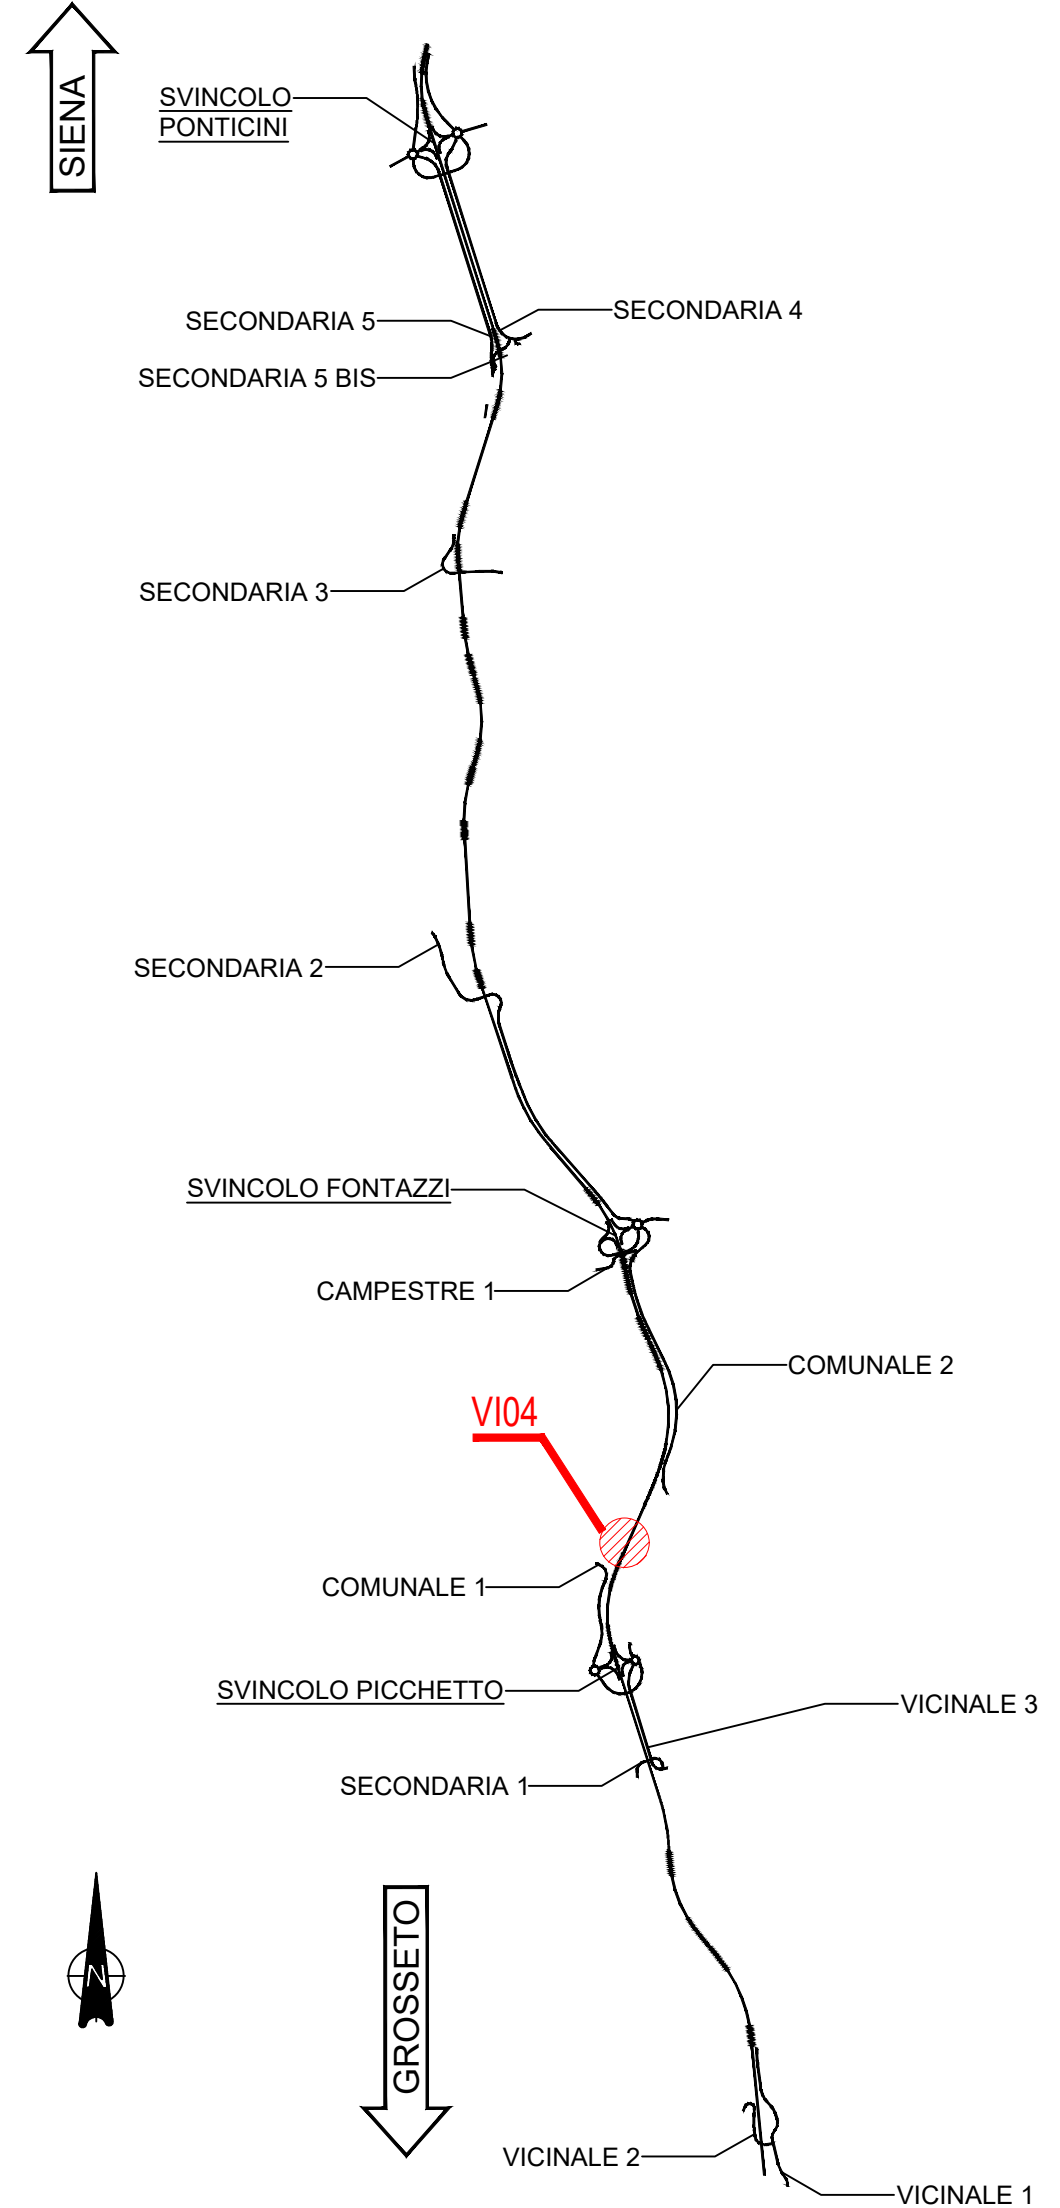 SIENA
SVINCOLO
PONTICINI
SECONDARIA 4
SECONDARIA 5
SECONDARIA 5 BIS
SECONDARIA 3
SECONDARIA 2
SVINCOLO FONTAZZI
CAMPESTRE 1
COMUNALE 2
VI04
COMUNALE 1
SVINCOLO PICCHETTO
VICINALE 3
SECONDARIA 1
GROSSETO
N
VICINALE 2
VICINALE 1